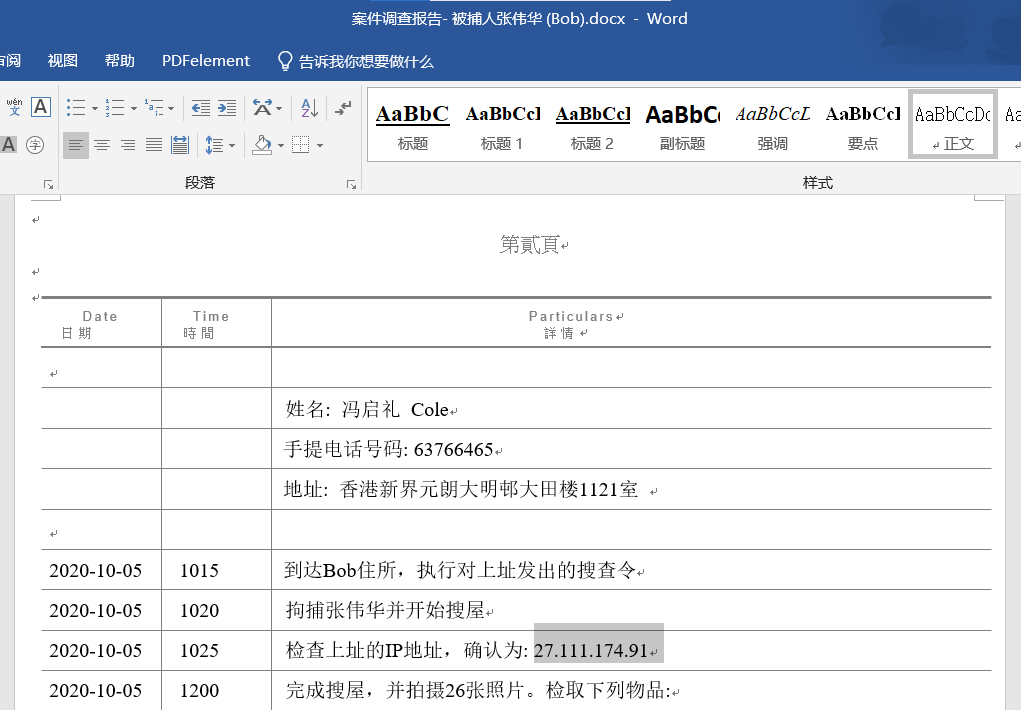 案件调查报告- 被捕人张伟华 (Bob).docx - Word
阅 视图 帮助 PDFelement 告诉我你想要做什么
wén 文 A
A 字
AaBbC AaBbCcI AaBbCcI AaBbC AaBbCcL AaBbCcI AaBbCcDc Aa
标题 标题 1 标题 2 副标题 强调 要点 正文
段落 样式
第貳頁
Date Time Particulars
日期 時間 詳情
姓名: 冯启礼 Cole
手提电话号码: 63766465
地址: 香港新界元朗大明邨大田楼1121室
2020-10-05 1015 到达Bob住所，执行对上址发出的搜查令
2020-10-05 1020 拘捕张伟华并开始搜屋
2020-10-05 1025 检查上址的IP地址，确认为: 27.111.174.91
2020-10-05 1200 完成搜屋，并拍摄26张照片。检取下列物品: